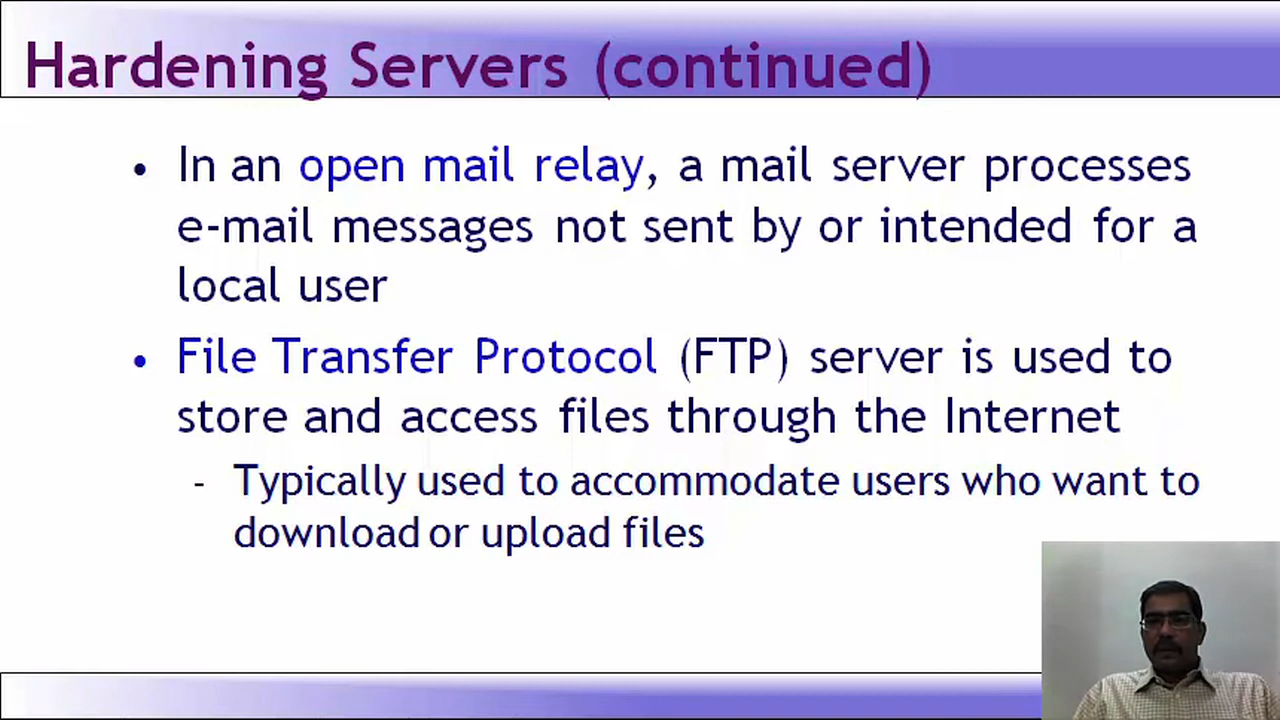 Hardening Servers (continued)
• In an open mail relay, a mail server processes
e-mail messages not sent by or intended for a
local user
• File Transfer Protocol (FTP) server is used to
store and access files through the Internet
- Typically used to accommodate users who want to
download or upload files